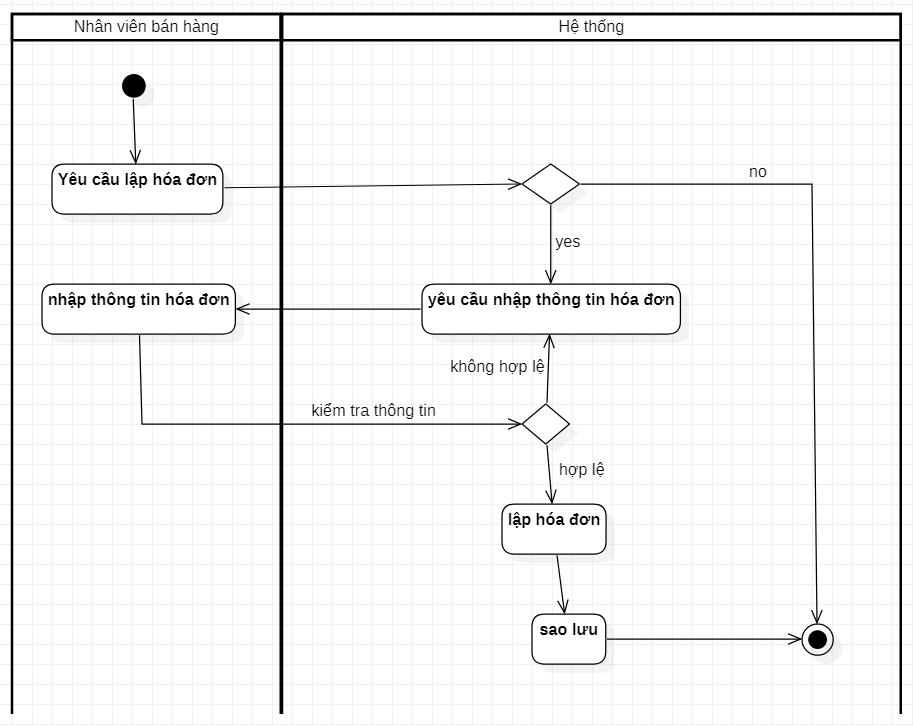 Nhân viên bán hàng
Hệ thống
Yêu cầu lập hóa đơn
no
yes
nhập thông tin hóa đơn
yêu cầu nhập thông tin hóa đơn
không hợp lệ
kiểm tra thông tin
hợp lệ
lập hóa đơn
sao lưu